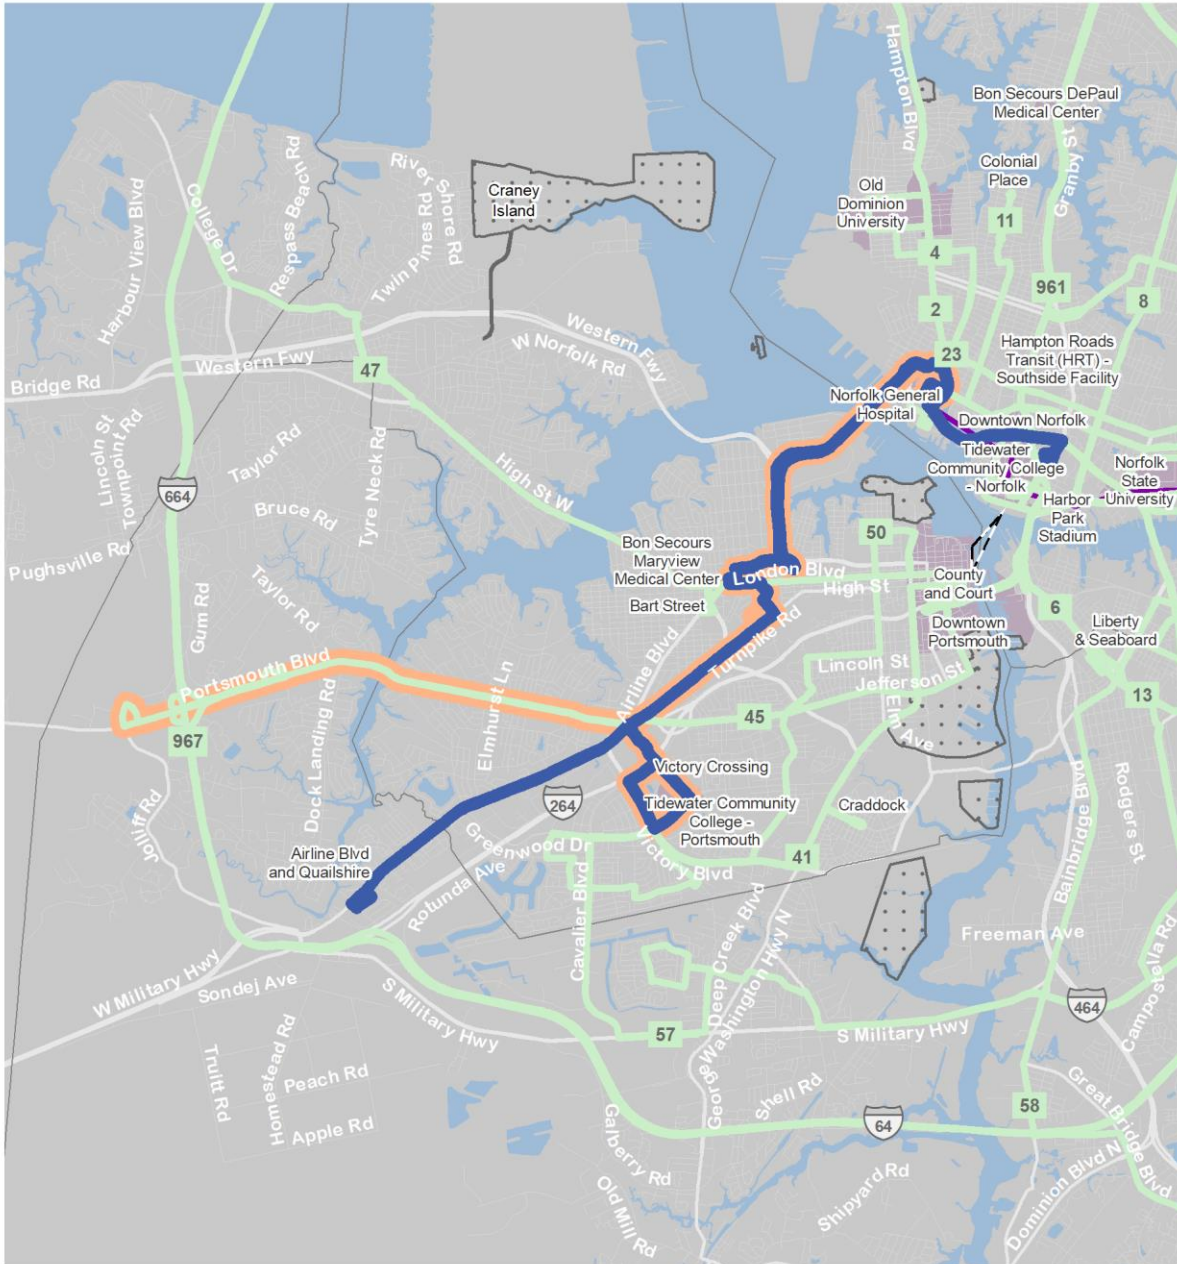 Hampton Blvd
Bon Secours DePaul
Medical Center
Granby St
Colonial
Place
11
Old
Dominion
University
4
961
8
2
23
Hampton Roads
Transit (HRT) -
Southside Facility
River
Shore Rd
Twin Pines Rd
Craney
Island
Respass Beach Rd
College Dr
Harbour View Blvd
Western Fwy
W Norfolk Rd
Western Fwy
Bridge Rd
47
Norfolk General
Hospital
Downtown Norfolk
Tidewater
Community College
- Norfolk
Norfolk
State
University
Harbor
Park
Stadium
Lincoln St
Townpoint Rd
Taylor Rd
Tyre Neck Rd
High St W
664
Bruce Rd
Pughsville Rd
Taylor Rd
Gum Rd
50
Bon Secours
Maryview
Medical Center
London Blvd
High St
Bart Street
County
and Court
6
Downtown
Portsmouth
Liberty
& Seaboard
Turnpike Rd
Airline Blvd
Lincoln St
Jefferson St
Elm Ave
Portsmouth Blvd
Elmhurst Ln
45
13
967
Dock Landing Rd
Victory Crossing
264
Tidewater Community
College -
Portsmouth
Craddock
Bainbridge Blvd
Rodgers St
Joliff Rd
Airline Blvd
and Quailshire
Greenwood Dr
Rotunda Ave
Victory Blvd
41
Cavalier Blvd
Deep Creek Blvd
George Washington Hwy N
Freeman Ave
Campostella Rd
W Military Hwy
Sondej Ave
S Military Hwy
57
S Military Hwy
464
Truitt Rd
Homestead Rd
Peach Rd
Apple Rd
Galberry Rd
Shell Rd
64
58
Great Bridge Blvd
Old Mill Rd
Shipyard Rd
Dominion Blvd N